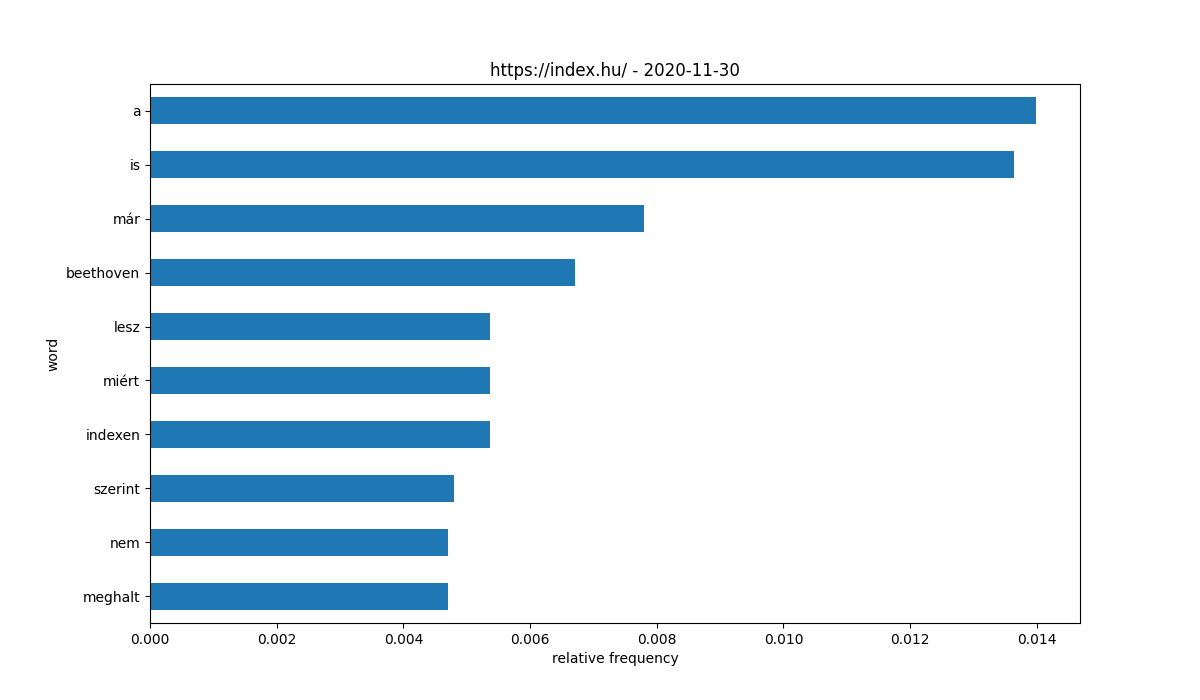 https://index.hu/ - 2020-11-30
a
is
már
beethoven
lesz
miért
indexen
szerint
nem
meghalt
word
0.000 0.002 0.004 0.006 0.008 0.010 0.012 0.014
relative frequency